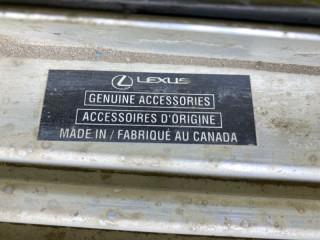 LEXUS
GENUINE ACCESSORIES
ACCESSOIRES D'ORIGINE
MADE IN / FABRIQUÉ AU CANADA